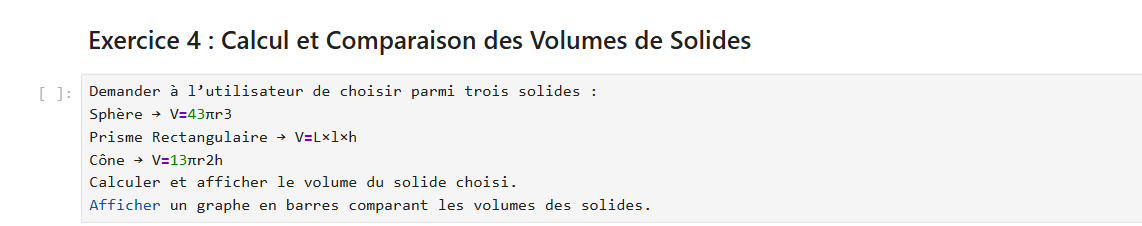 Exercice 4 : Calcul et Comparaison des Volumes de Solides
[ ]: Demander à l’utilisateur de choisir parmi trois solides :
Sphère → V=43πr3
Prisme Rectangulaire → V=L×l×h
Cône → V=13πr2h
Calculer et afficher le volume du solide choisi.
Afficher un graphe en barres comparant les volumes des solides.